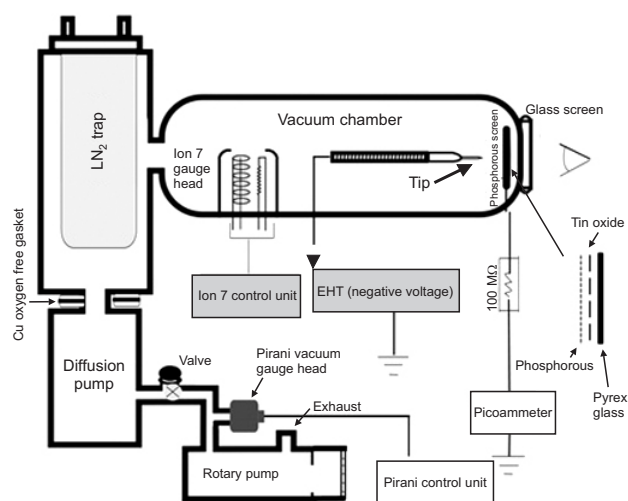 LN2 trap
Vacuum chamber
Glass screen
Phosphorous screen
Ion 7
gauge
head
Tip
Tin oxide
Cu oxygen free gasket
Ion 7 control unit
EHT (negative voltage)
100 MΩ
Diffusion
pump
Valve
Pirani vacuum
gauge head
Exhaust
Phosphorous
Pyrex
glass
Picoammeter
Rotary pump
Pirani control unit